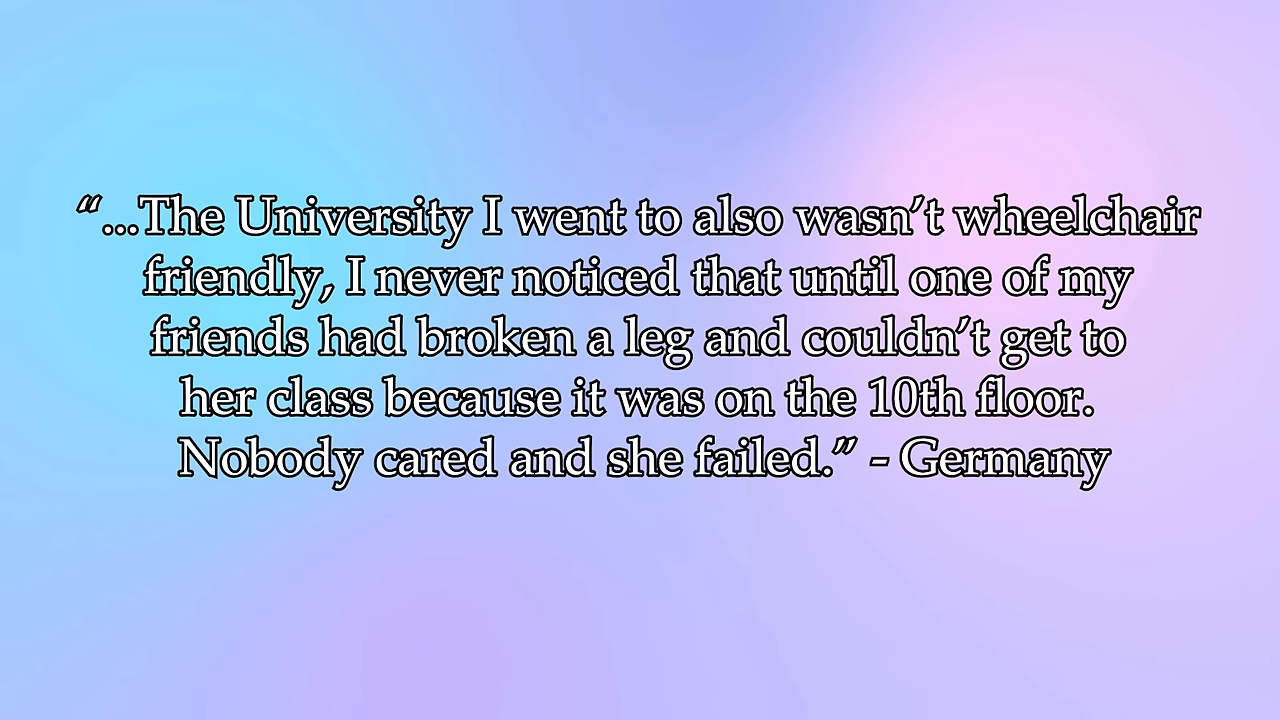 “...The University I went to also wasn’t wheelchair
friendly, I never noticed that until one of my
friends had broken a leg and couldn’t get to
her class because it was on the 10th floor.
Nobody cared and she failed.” - Germany